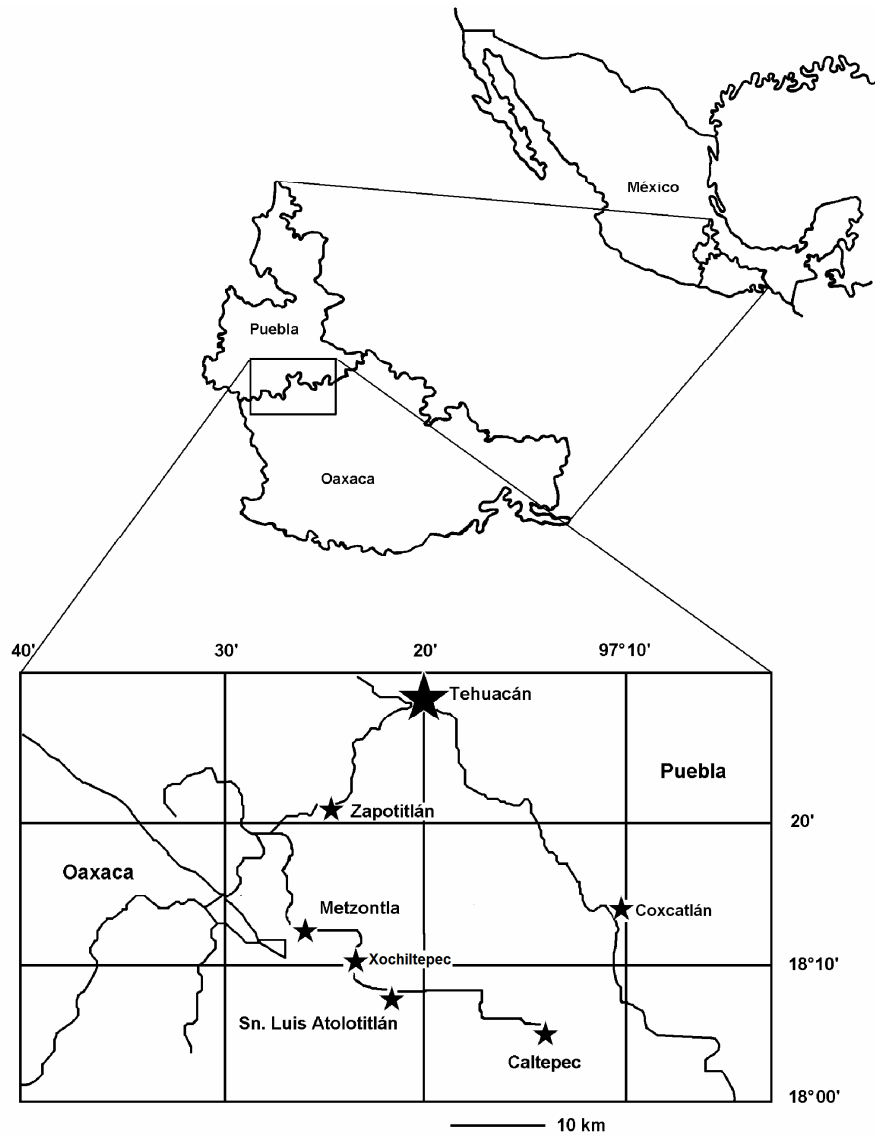 México
Puebla
Oaxaca
40' 30' 20' 97°10'
Tehuacán
Puebla
Zapotitlán
20'
Oaxaca
Metzontla
Coxcatlán
Xochiltepec
18°10'
Sn. Luis Atolotitlán
Caltepec
18°00'
10 km